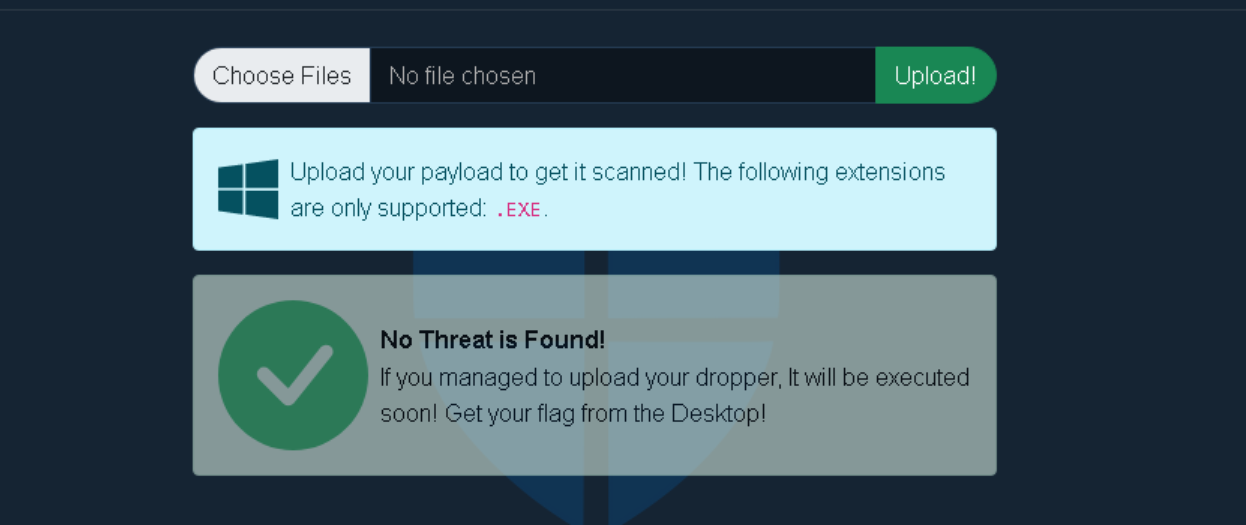 Choose Files No file chosen Upload!
Upload your payload to get it scanned! The following extensions
are only supported: .EXE.
No Threat is Found!
If you managed to upload your dropper, It will be executed
soon! Get your flag from the Desktop!